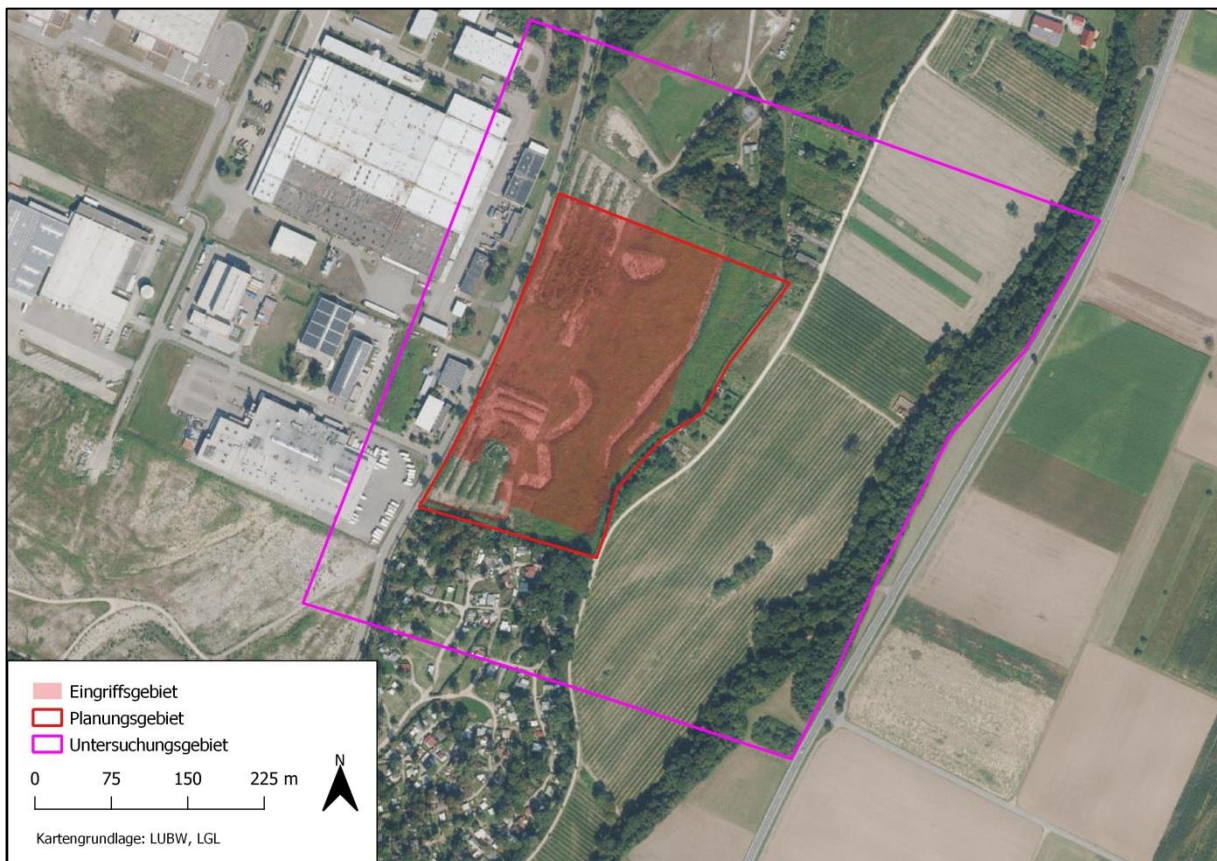 N
Eingriffsgebiet
Planungsgebiet
Untersuchungsgebiet
0 75 150 225 m
Kartengrundlage: LUBW, LGL